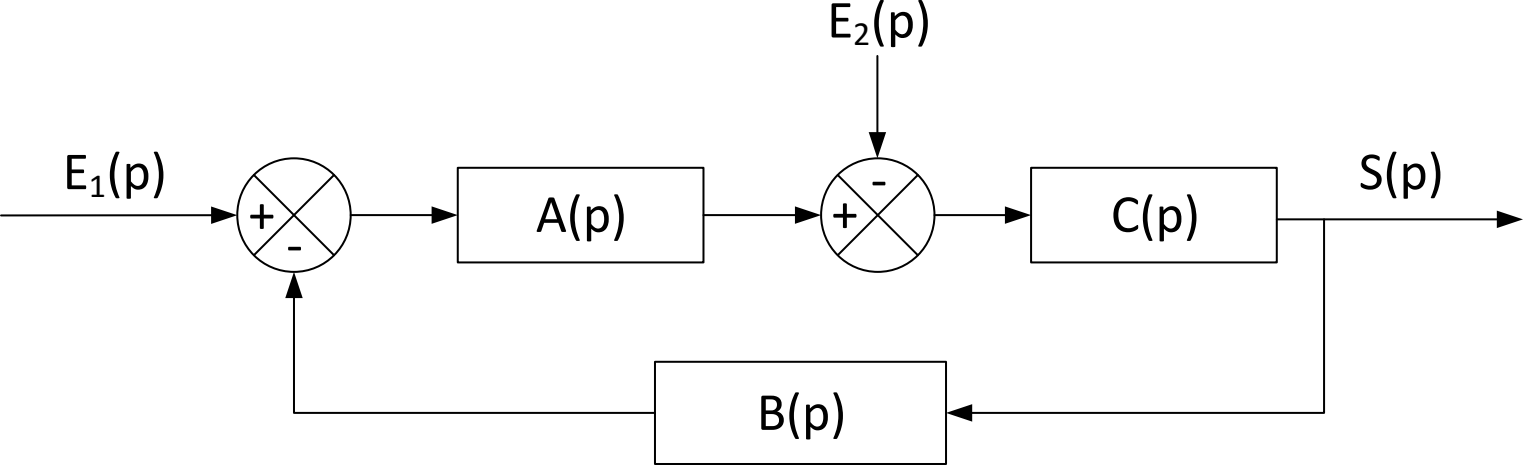 E₂(p)
E₁(p)
S(p)
+
-
A(p)
-
+
C(p)
B(p)